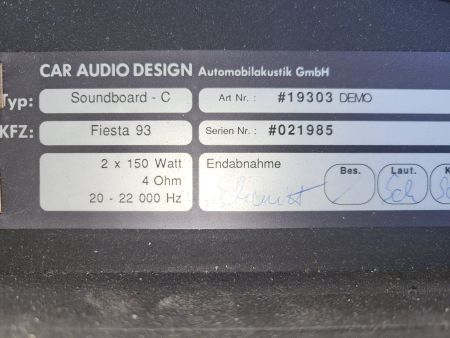 CAR AUDIO DESIGN Automobilakustik GmbH
Typ: Soundboard - C Art Nr. : #19303 DEMO
KFZ: Fiesta 93 Serien Nr. : #021985
2 x 150 Watt Endabnahme Bes. Laut. K
4 Ohm
20 - 22 000 Hz Sch